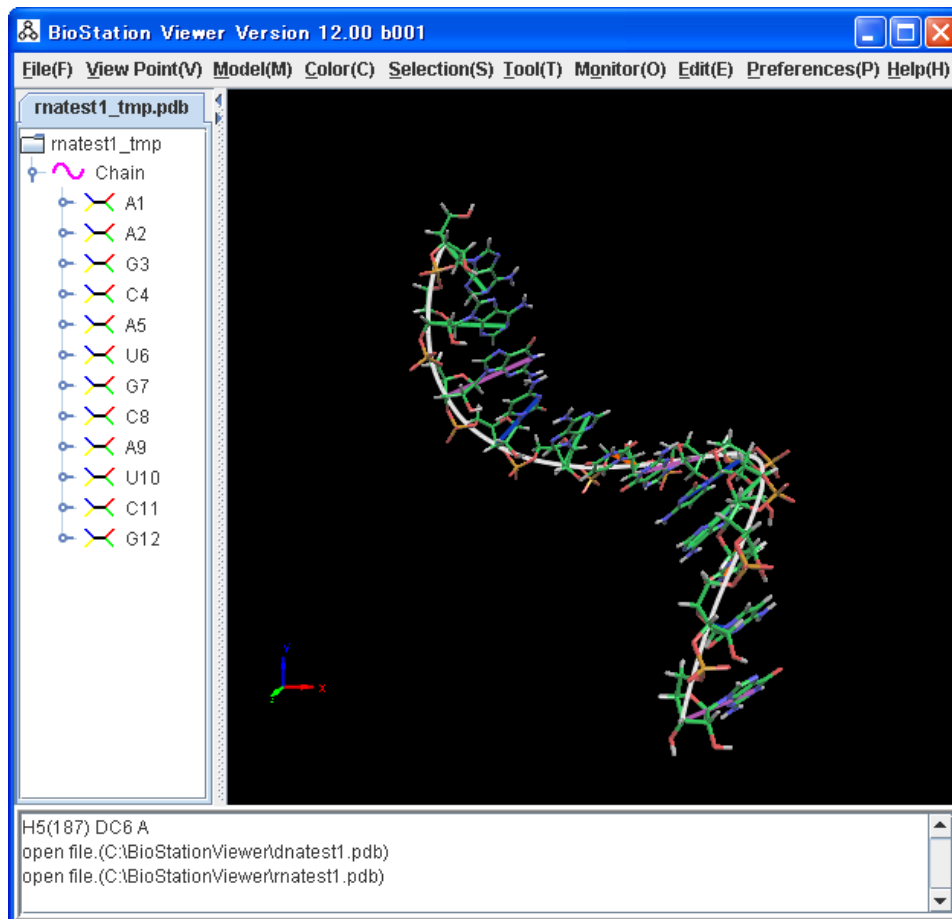 BioStation Viewer Version 12.00 b001
File(F) View Point(V) Model(M) Color(C) Selection(S) Tool(T) Monitor(O) Edit(E) Preferences(P) Help(H)
rnatest1_tmp.pdb
rnatest1_tmp
Chain
A1
A2
G3
C4
A5
U6
G7
C8
A9
U10
C11
G12
Y
X
Z
H5(187) DC6 A
open file.(C:\BioStationViewer\dnatest1.pdb)
open file.(C:\BioStationViewer\rnatest1.pdb)